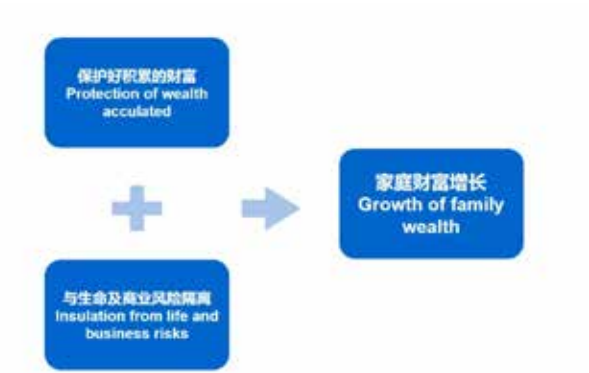 保护好积累的财富
Protection of wealth
acculated
家庭财富增长
Growth of family
wealth
与生命及商业风险隔离
Insulation from life and
business risks